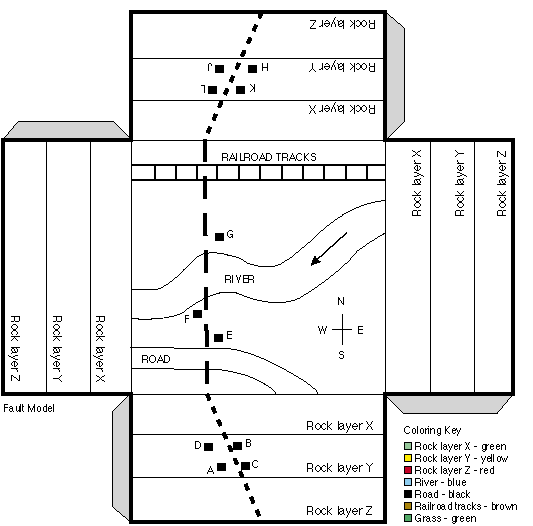 Rock layer Z
J
H
Rock layer Y
L
K
Rock layer X
RAILROAD TRACKS
Rock layer X
Rock layer Y
Rock layer Z
G
RIVER
N
F
W
E
E
S
Rock layer Z
Rock layer Y
Rock layer X
ROAD
Fault Model
Rock layer X
D
B
A
C
Rock layer Y
Rock layer Z
Coloring Key
Rock layer X - green
Rock layer Y - yellow
Rock layer Z - red
River - blue
Road - black
Railroad tracks - brown
Grass - green